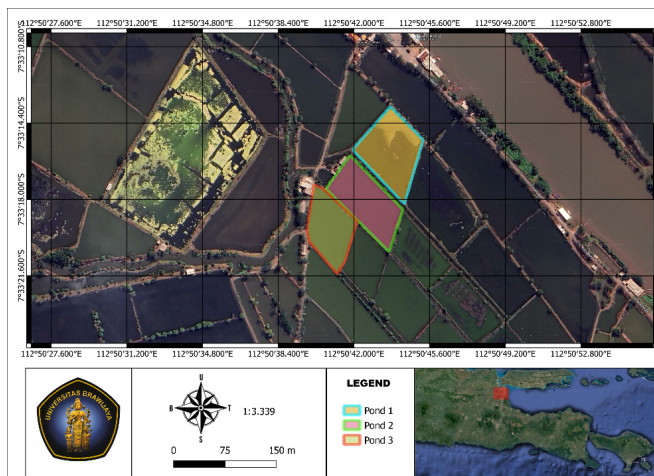 112°50'27.600"E 112°50'31.200"E 112°50'34.800"E 112°50'38.400"E 112°50'42.000"E 112°50'45.600"E 112°50'49.200"E 112°50'52.800"E
7°33'10.800"S
7°33'14.400"S
7°33'18.000"S
7°33'21.600"S
112°50'27.600"E 112°50'31.200"E 112°50'34.800"E 112°50'38.400"E 112°50'42.000"E 112°50'45.600"E 112°50'49.200"E 112°50'52.800"E
UNIVERSITAS BRAWIJAYA
U
B T
S
1:3.339
0 75 150 m
LEGEND
Pond 1
Pond 2
Pond 3